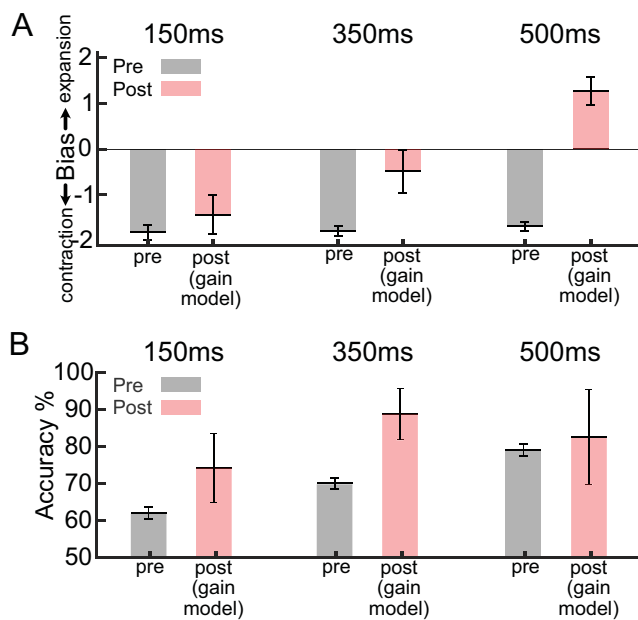 A
150ms 350ms 500ms
contraction ← Bias → expansion
2
1
0
-1
-2
Pre
Post
pre post pre post pre post
(gain (gain (gain
model) model) model)
B
150ms 350ms 500ms
Accuracy %
100
90
80
70
60
50
Pre
Post
pre post pre post pre post
(gain (gain (gain
model) model) model)